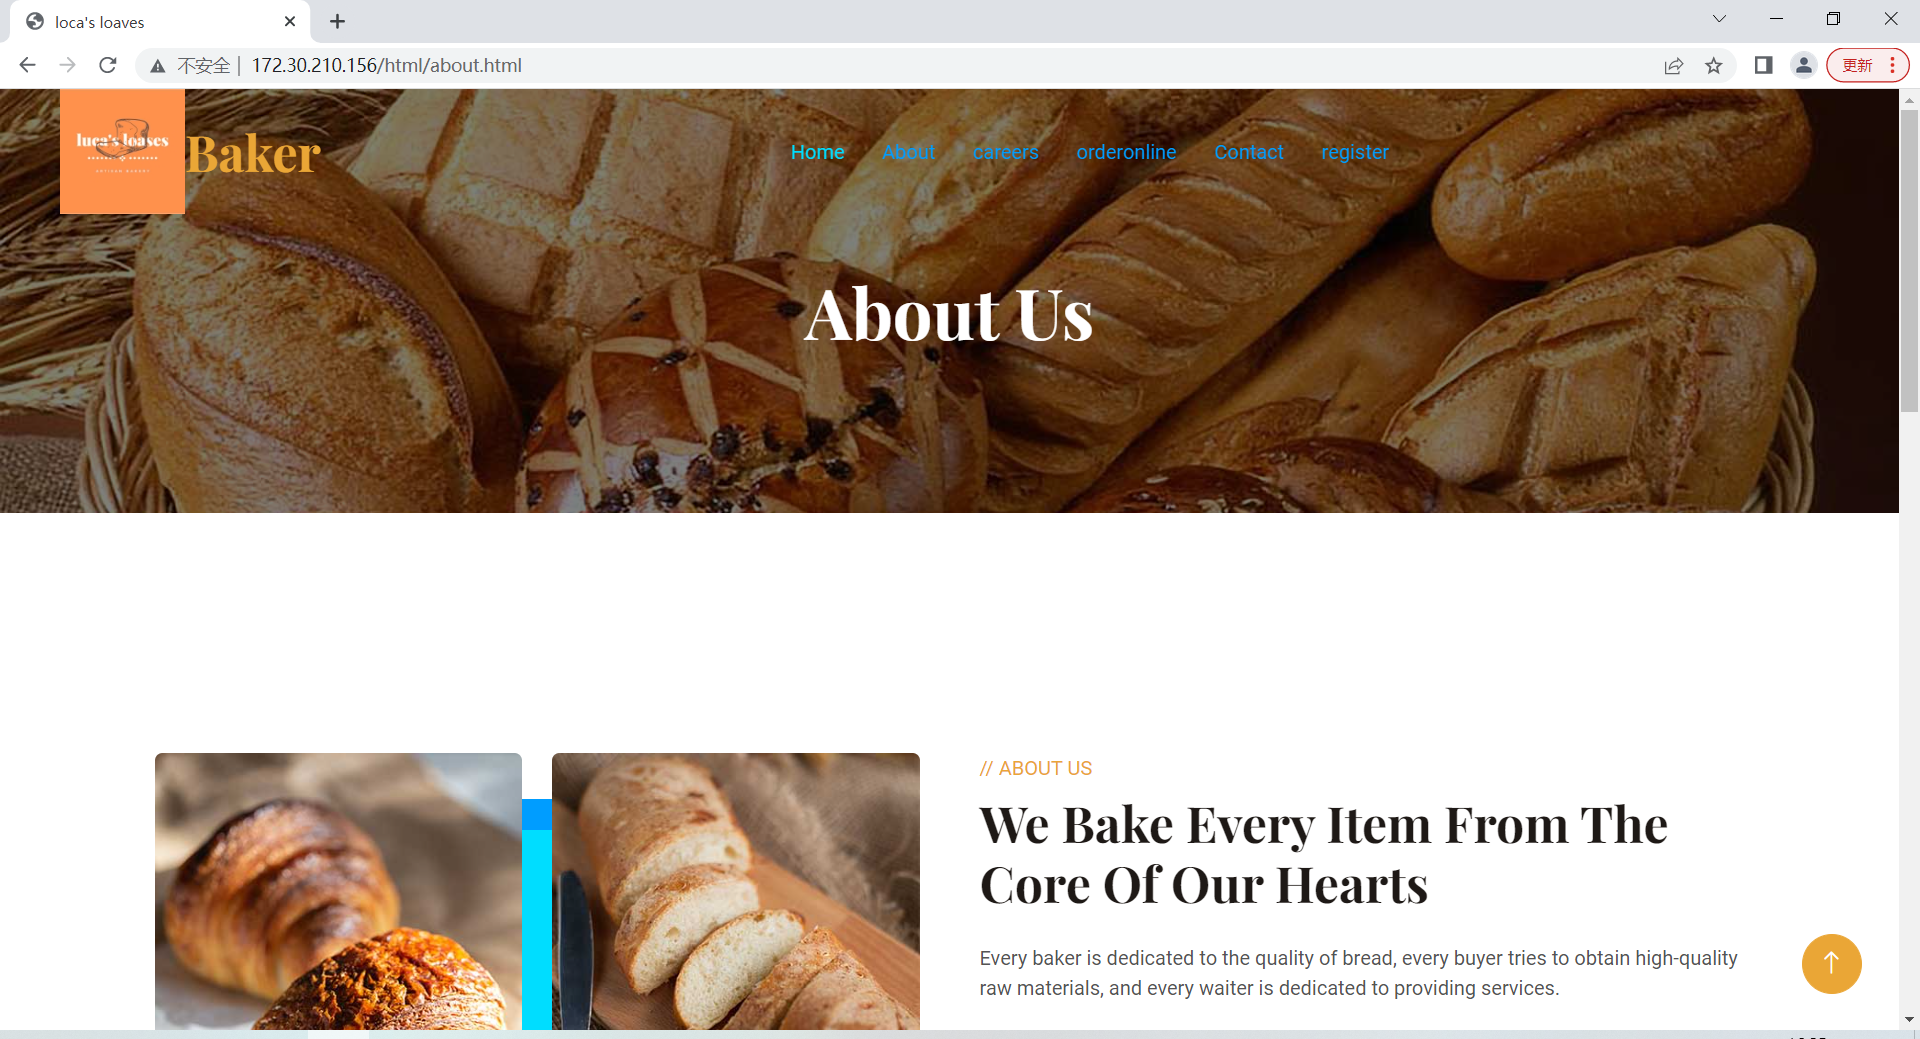 loca's loaves
不安全 | 172.30.210.156/html/about.html
更新
luca's loases
ARTISAN BAKERY
Baker
Home About careers orderonline Contact register
About Us
// ABOUT US
We Bake Every Item From The
Core Of Our Hearts
Every baker is dedicated to the quality of bread, every buyer tries to obtain high-quality
raw materials, and every waiter is dedicated to providing services.